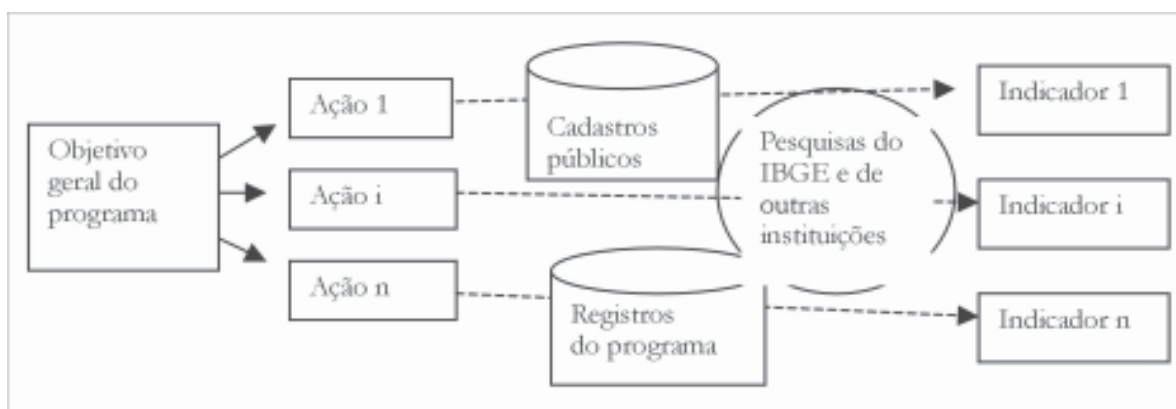 Objetivo
geral do
programa
Ação 1
Ação i
Ação n
Cadastros
públicos
Registros
do programa
Pesquisas do
IBGE e de
outras
instituições
Indicador 1
Indicador i
Indicador n